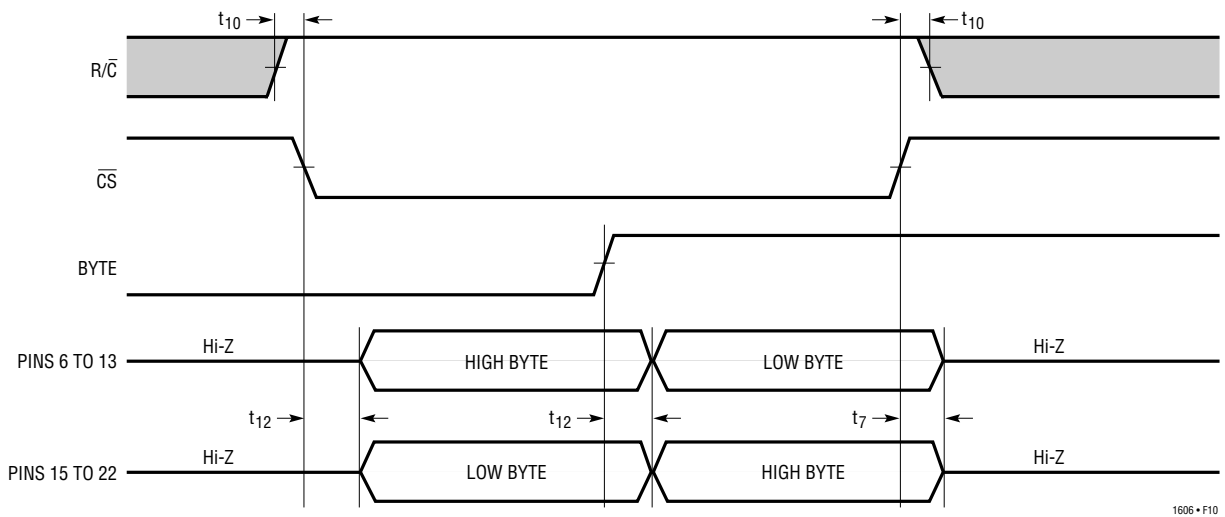 t10 t10
R/C̅
C̅S̅
BYTE
PINS 6 TO 13 Hi-Z HIGH BYTE LOW BYTE Hi-Z
t12 t12 t7
PINS 15 TO 22 Hi-Z LOW BYTE HIGH BYTE Hi-Z
1606 • F10